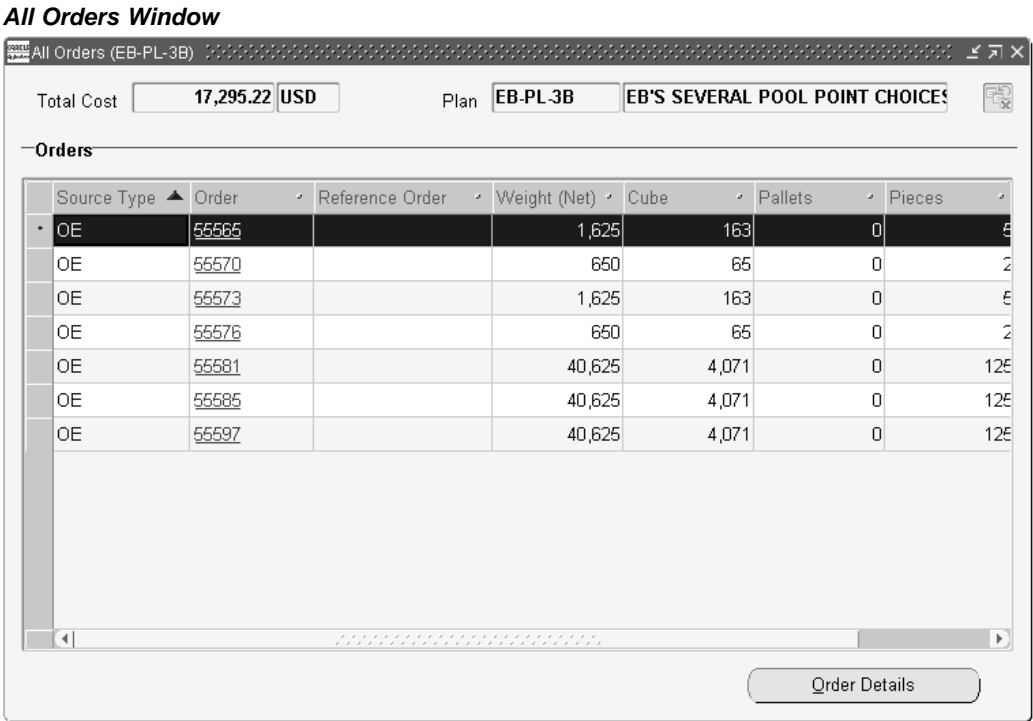 All Orders Window
All Orders (EB-PL-3B)
Total Cost 17,295.22 USD Plan EB-PL-3B EB'S SEVERAL POOL POINT CHOICES
Orders
Source Type Order Reference Order Weight (Net) Cube Pallets Pieces
OE 55565 1,625 163 0 5
OE 55570 650 65 0 2
OE 55573 1,625 163 0 5
OE 55576 650 65 0 2
OE 55581 40,625 4,071 0 125
OE 55585 40,625 4,071 0 125
OE 55597 40,625 4,071 0 125
Order Details